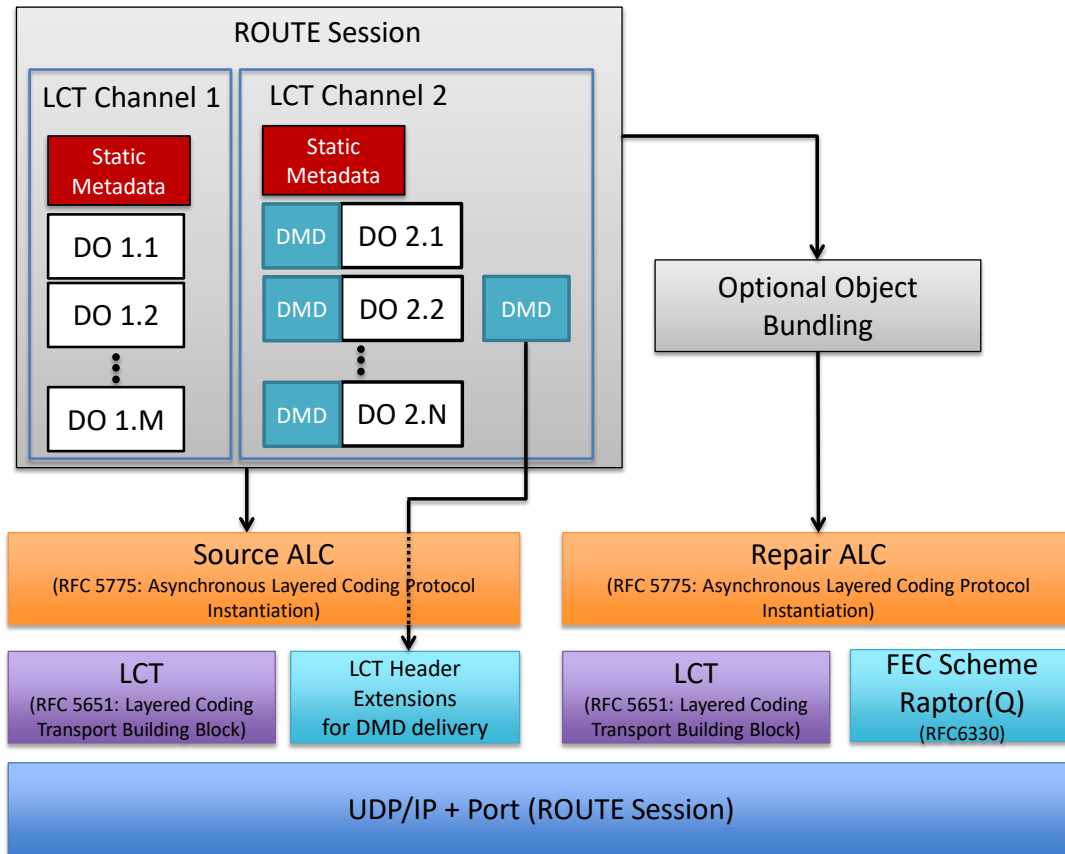 ROUTE Session
LCT Channel 1
Static
Metadata
DO 1.1
DO 1.2
DO 1.M
LCT Channel 2
Static
Metadata
DMD
DO 2.1
DMD
DO 2.2
DMD
DMD
DO 2.N
Optional Object
Bundling
Source ALC
(RFC 5775: Asynchronous Layered Coding Protocol
Instantiation)
Repair ALC
(RFC 5775: Asynchronous Layered Coding Protocol
Instantiation)
LCT
(RFC 5651: Layered Coding
Transport Building Block)
LCT Header
Extensions
for DMD delivery
LCT
(RFC 5651: Layered Coding
Transport Building Block)
FEC Scheme
Raptor(Q)
(RFC6330)
UDP/IP + Port (ROUTE Session)